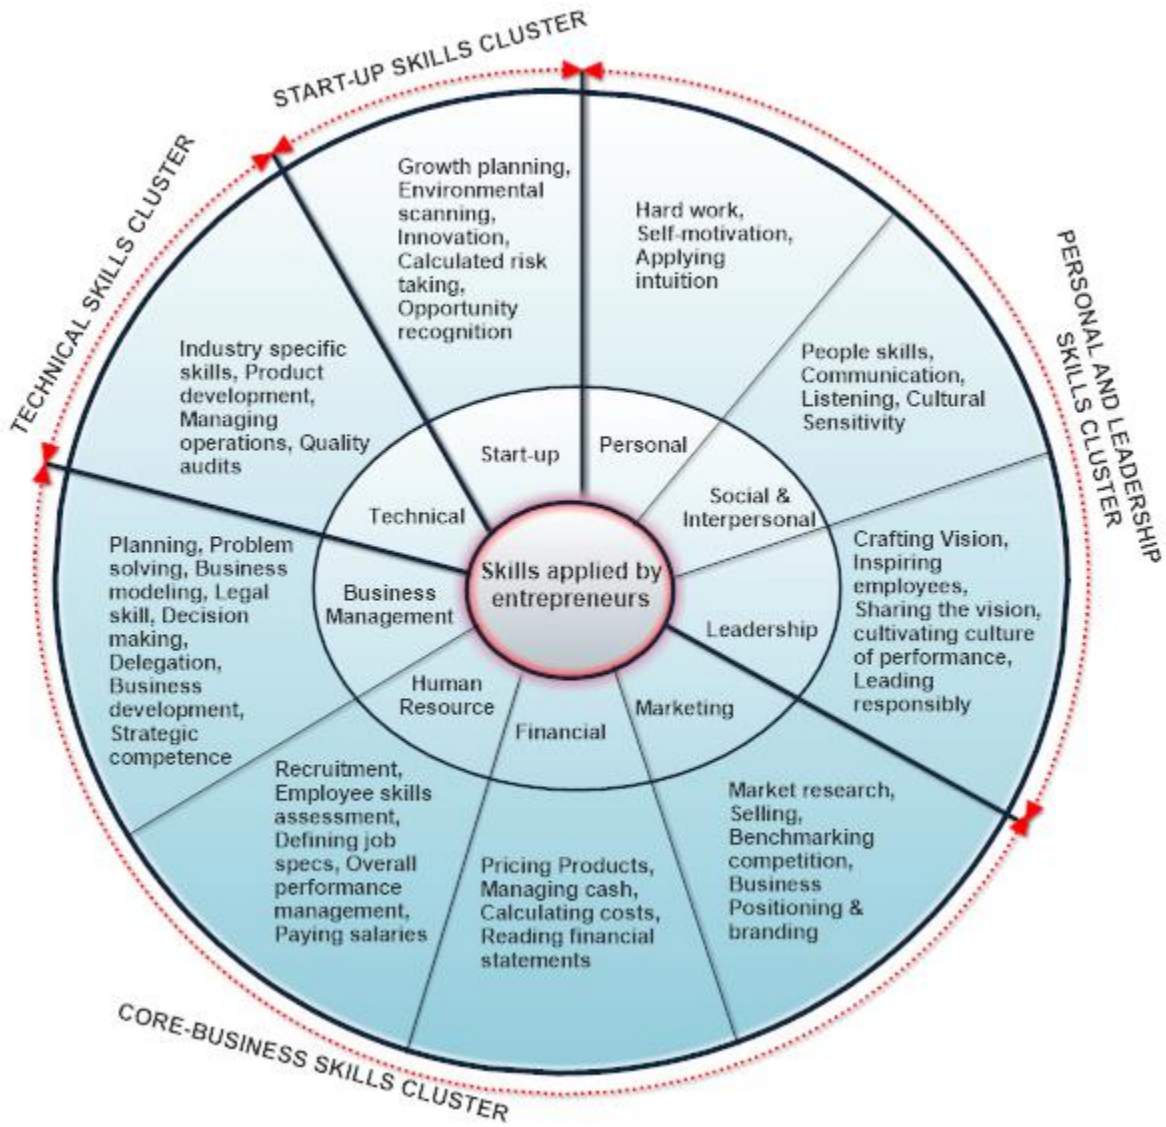 START-UP SKILLS CLUSTER
TECHNICAL SKILLS CLUSTER
PERSONAL AND LEADERSHIP
SKILLS CLUSTER
CORE-BUSINESS SKILLS CLUSTER
Growth planning,
Environmental
scanning,
Innovation,
Calculated risk
taking,
Opportunity
recognition
Hard work,
Self-motivation,
Applying
intuition
People skills,
Communication,
Listening, Cultural
Sensitivity
Crafting Vision,
Inspiring
employees,
Sharing the vision,
cultivating culture
of performance,
Leading
responsibly
Market research,
Selling,
Benchmarking
competition,
Business
Positioning &
branding
Pricing Products,
Managing cash,
Calculating costs,
Reading financial
statements
Recruitment,
Employee skills
assessment,
Defining job
specs, Overall
performance
management,
Paying salaries
Planning, Problem
solving, Business
modeling, Legal
skill, Decision
making,
Delegation,
Business
development,
Strategic
competence
Industry specific
skills, Product
development,
Managing
operations, Quality
audits
Start-up
Personal
Social &
Interpersonal
Leadership
Marketing
Financial
Human
Resource
Business
Management
Technical
Skills applied by
entrepreneurs